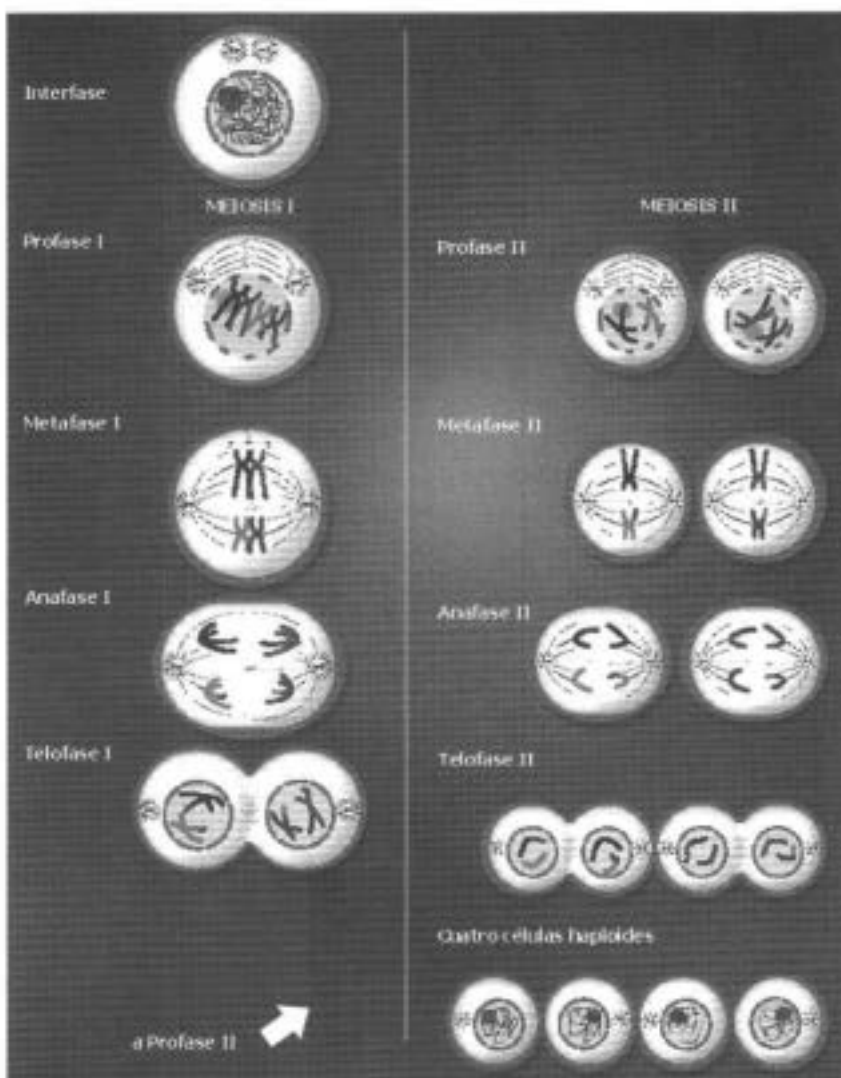 Interfase
MEIOSIS I
Profase I
Metafase I
Anafase I
Telofase I
a Profase II
MEIOSIS II
Profase II
Metafase II
Anafase II
Telofase II
Cuatro células haploides